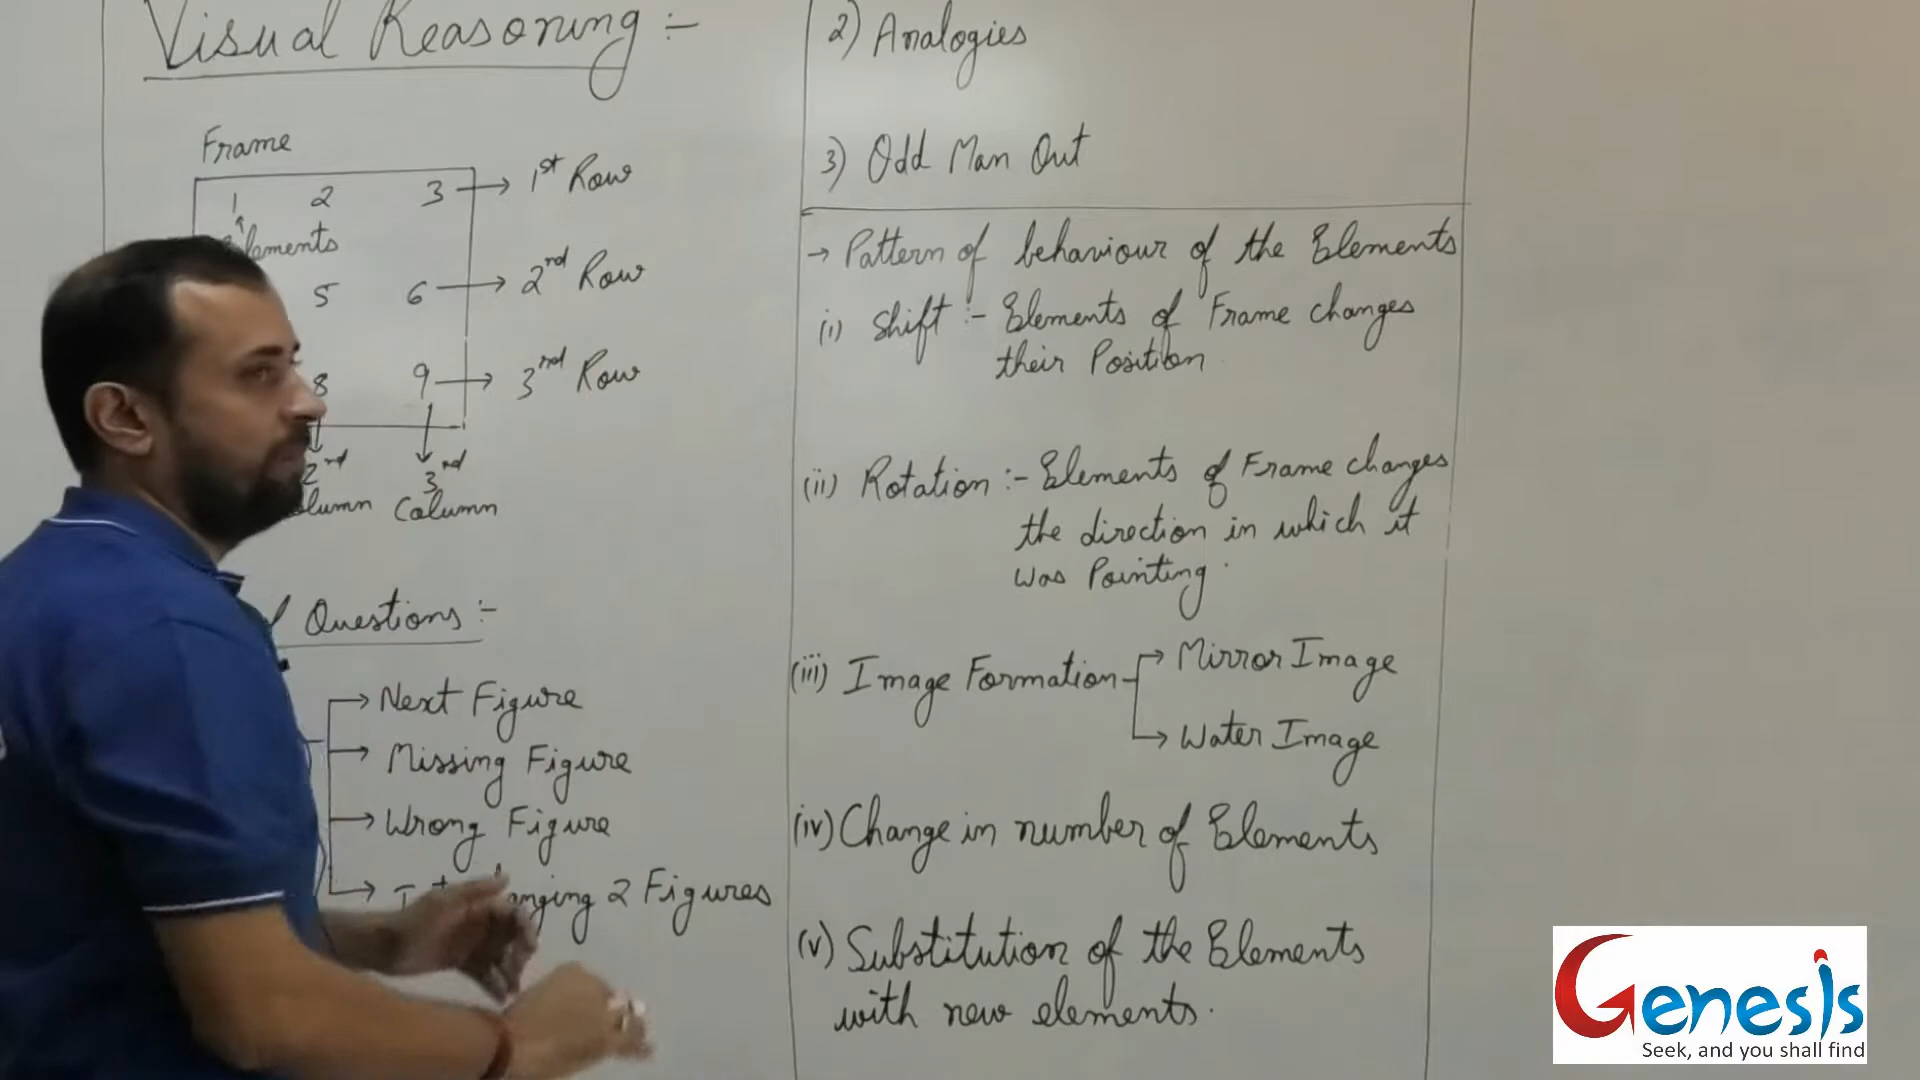 Visual Reasoning :-
Frame
1 2 3 → 1st Row
Elements
5 6 → 2rd Row
8 9 → 3rd Row
2nd 3rd
Column
Questions :-
→ Next Figure
→ Missing Figure
→ Wrong Figure
→ 2 Figures
2) Analogies
3) Odd Man Out
→ Pattern of behaviour of the Elements
(i) Shift :- Elements of Frame changes
their Position
(ii) Rotation :- Elements of Frame changes
the direction in which it
was Pointing.
(iii) Image Formation → Mirror Image
→ Water Image
(iv) Change in number of Elements
(v) Substitution of the Elements
with new elements.
Genesis
Seek, and you shall find